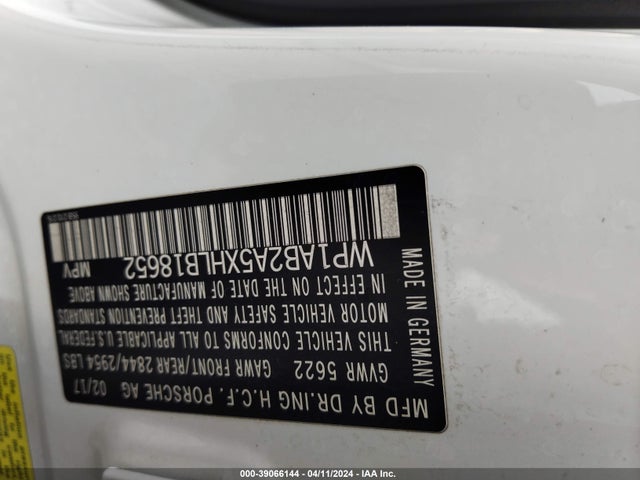 MFD BY DR.ING H.C.F. PORSCHE AG 02/17
GVWR 5622 GAWR FRONT/REAR 2844/2954 LBS
THIS VEHICLE CONFORMS TO ALL APPLICABLE U.S.FEDERAL
MOTOR VEHICLE SAFETY AND THEFT PREVENTION STANDARDS
IN EFFECT ON THE DATE OF MANUFACTURE SHOWN ABOVE
WP1AB2A5XHLB18652 MPV
MADE IN GERMANY
000-39066144 - 04/11/2024 - IAA Inc.